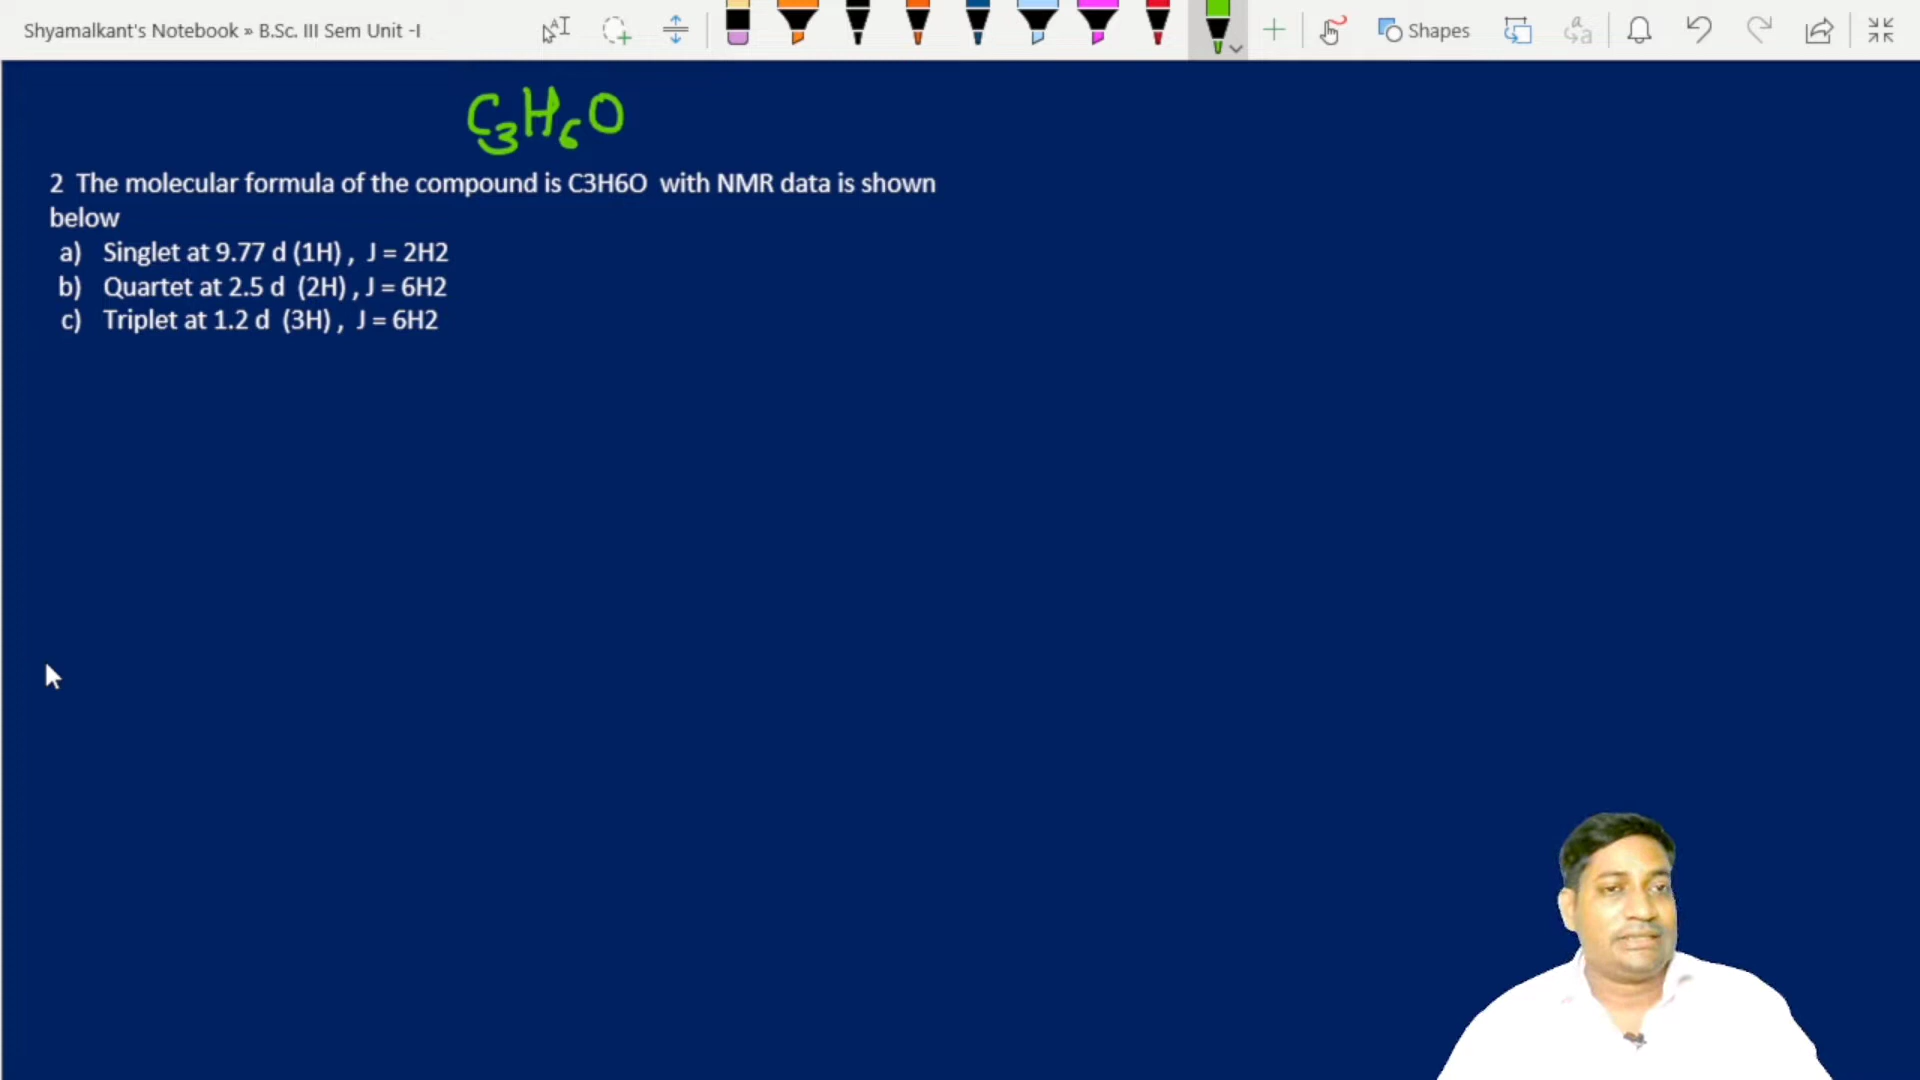 Shyamalkant's Notebook » B.Sc. III Sem Unit -I
Shapes
C3H6O
2 The molecular formula of the compound is C3H6O with NMR data is shown
below
a) Singlet at 9.77 d (1H) , J = 2H2
b) Quartet at 2.5 d (2H) , J = 6H2
c) Triplet at 1.2 d (3H) , J = 6H2